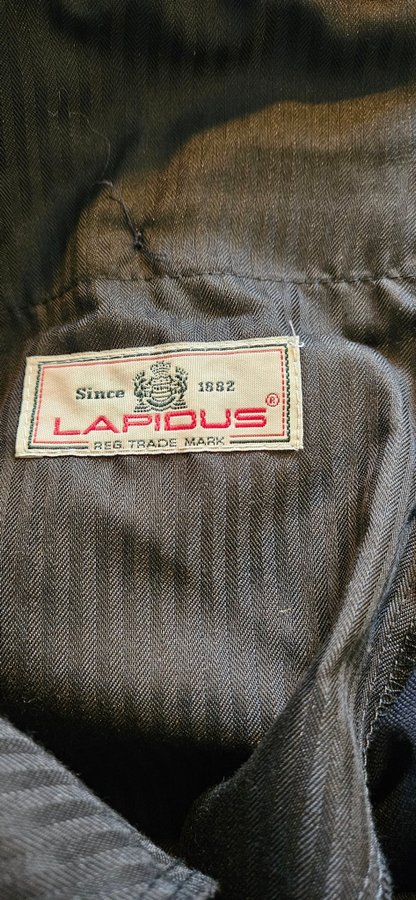 Since 1882
LAPIDUS®
REG. TRADE MARK